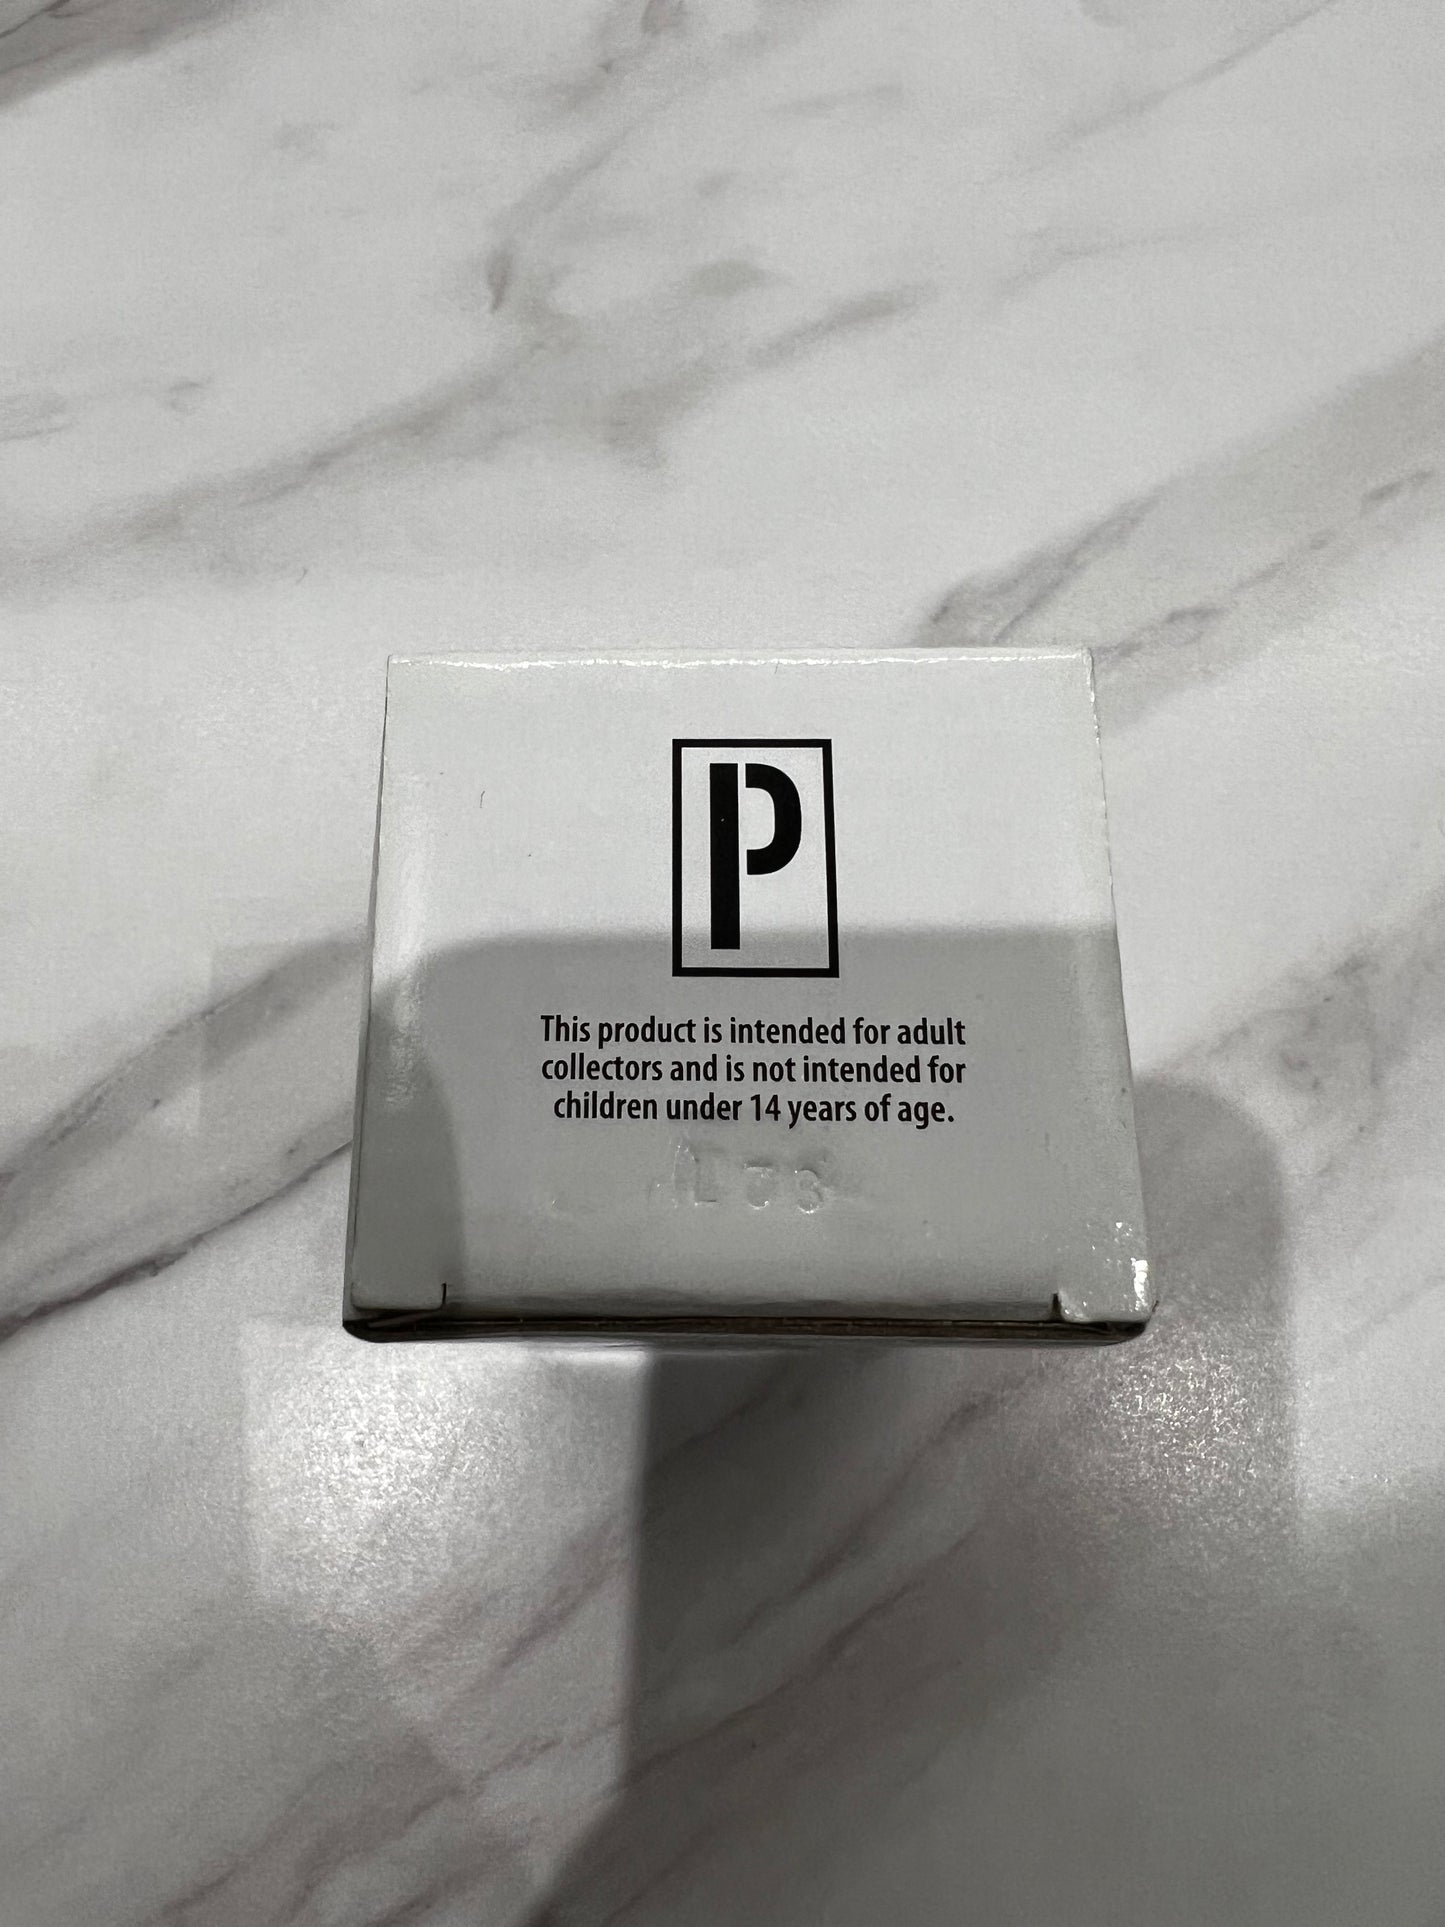 P
This product is intended for adult
collectors and is not intended for
children under 14 years of age.